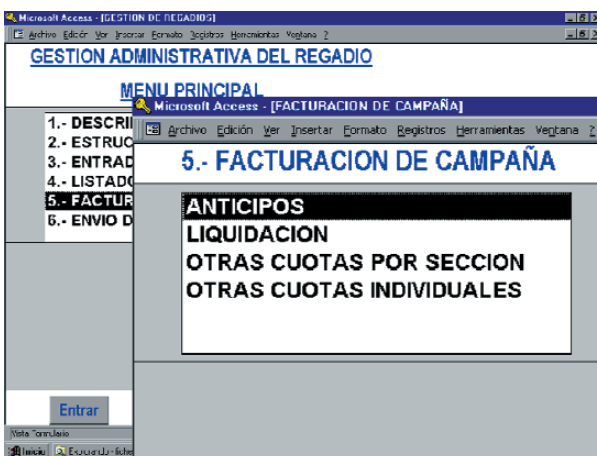 Microsoft Access - [GESTION DE REGADIOS]
Archivo Edición Ver Insertar Formato Registros Herramientas Ventana ?
GESTION ADMINISTRATIVA DEL REGADIO
MENU PRINCIPAL
1.- DESCRI
2.- ESTRUC
3.- ENTRAD
4.- LISTADO
5.- FACTUR
6.- ENVIO D
Entrar
Vista Formulario
Inicio Explorando - fiche
Microsoft Access - [FACTURACION DE CAMPAÑA]
Archivo Edición Ver Insertar Formato Registros Herramientas Ventana ?
5.- FACTURACION DE CAMPAÑA
ANTICIPOS
LIQUIDACION
OTRAS CUOTAS POR SECCION
OTRAS CUOTAS INDIVIDUALES